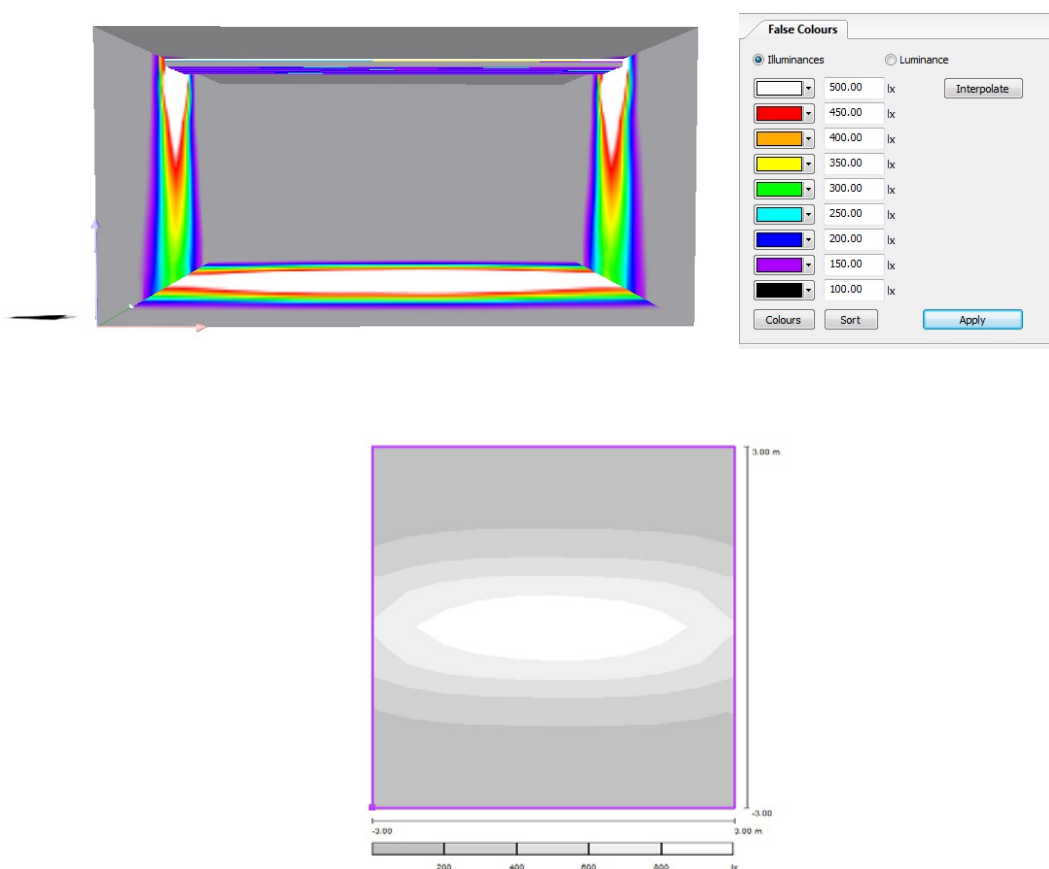 False Colours
Illuminances Luminance
500.00 lx Interpolate
450.00 lx
400.00 lx
350.00 lx
300.00 lx
250.00 lx
200.00 lx
150.00 lx
100.00 lx
Colours Sort Apply
3.00 m
-3.00
-3.00 3.00 m
200 400 600 800 lx